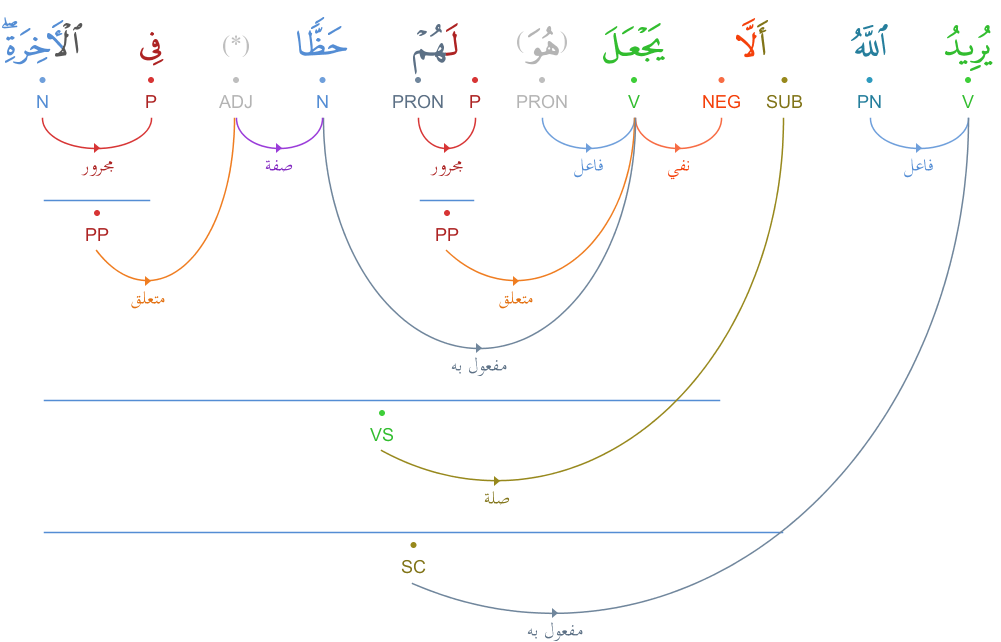 يُرِيدُ ٱللَّهُ أَلَّا يَجْعَلَ (هُوَ) لَهُمْ حَظًّا (*) فِى ٱلْـَٔاخِرَةِ ۖ
V PN SUB NEG V PRON P PRON N ADJ P N
فاعل نفي فاعل مجرور صفة مجرور
PP PP
متعلق متعلق
مفعول به
VS
صلة
SC
مفعول به